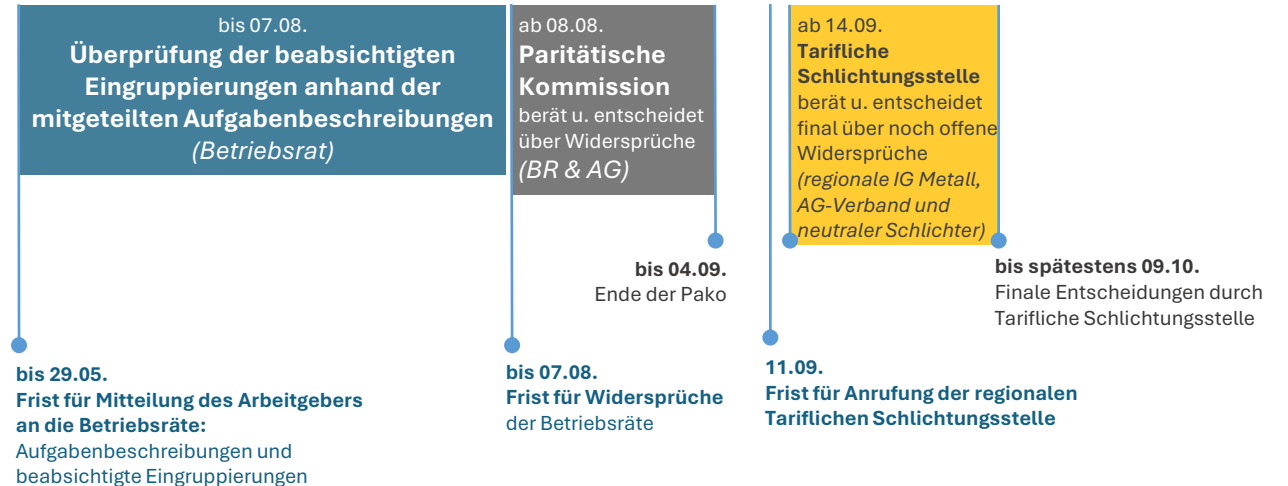 bis 07.08.
Überprüfung der beabsichtigten
Eingruppierungen anhand der
mitgeteilten Aufgabenbeschreibungen
(Betriebsrat)
ab 08.08.
Paritätische
Kommission
berät u. entscheidet
über Widersprüche
(BR & AG)
ab 14.09.
Tarifliche
Schlichtungsstelle
berät u. entscheidet
final über noch offene
Widersprüche
(regionale IG Metall,
AG-Verband und
neutraler Schlichter)
bis 04.09.
Ende der Pako
bis spätestens 09.10.
Finale Entscheidungen durch
Tarifliche Schlichtungsstelle
bis 29.05.
Frist für Mitteilung des Arbeitgebers
an die Betriebsräte:
Aufgabenbeschreibungen und
beabsichtigte Eingruppierungen
bis 07.08.
Frist für Widersprüche
der Betriebsräte
11.09.
Frist für Anrufung der regionalen
Tariflichen Schlichtungsstelle